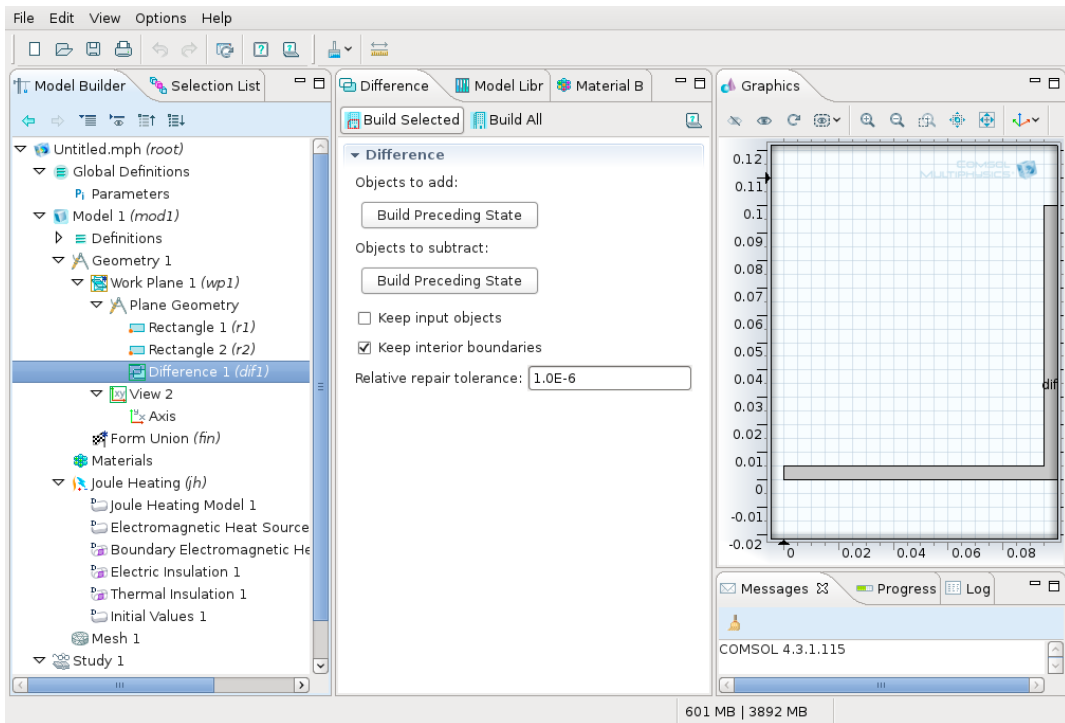 File Edit View Options Help
Model Builder Selection List
Untitled.mph (root)
Global Definitions
Pi Parameters
Model 1 (mod1)
Definitions
Geometry 1
Work Plane 1 (wp1)
Plane Geometry
Rectangle 1 (r1)
Rectangle 2 (r2)
Difference 1 (dif1)
xy View 2
Axis
Form Union (fin)
Materials
Joule Heating (jh)
Joule Heating Model 1
Electromagnetic Heat Source
Boundary Electromagnetic He
Electric Insulation 1
Thermal Insulation 1
Initial Values 1
Mesh 1
Study 1
Difference Model Libr Material B
Build Selected Build All
Difference
Objects to add:
Build Preceding State
Objects to subtract:
Build Preceding State
Keep input objects
Keep interior boundaries
Relative repair tolerance: 1.0E-6
Graphics
COMSOL
MULTIPHYSICS
0.12
0.11
0.1
0.09
0.08
0.07
0.06
0.05
0.04
dif
0.03
0.02
0.01
0
-0.01
-0.02
0 0.02 0.04 0.06 0.08
Messages Progress Log
COMSOL 4.3.1.115
601 MB | 3892 MB